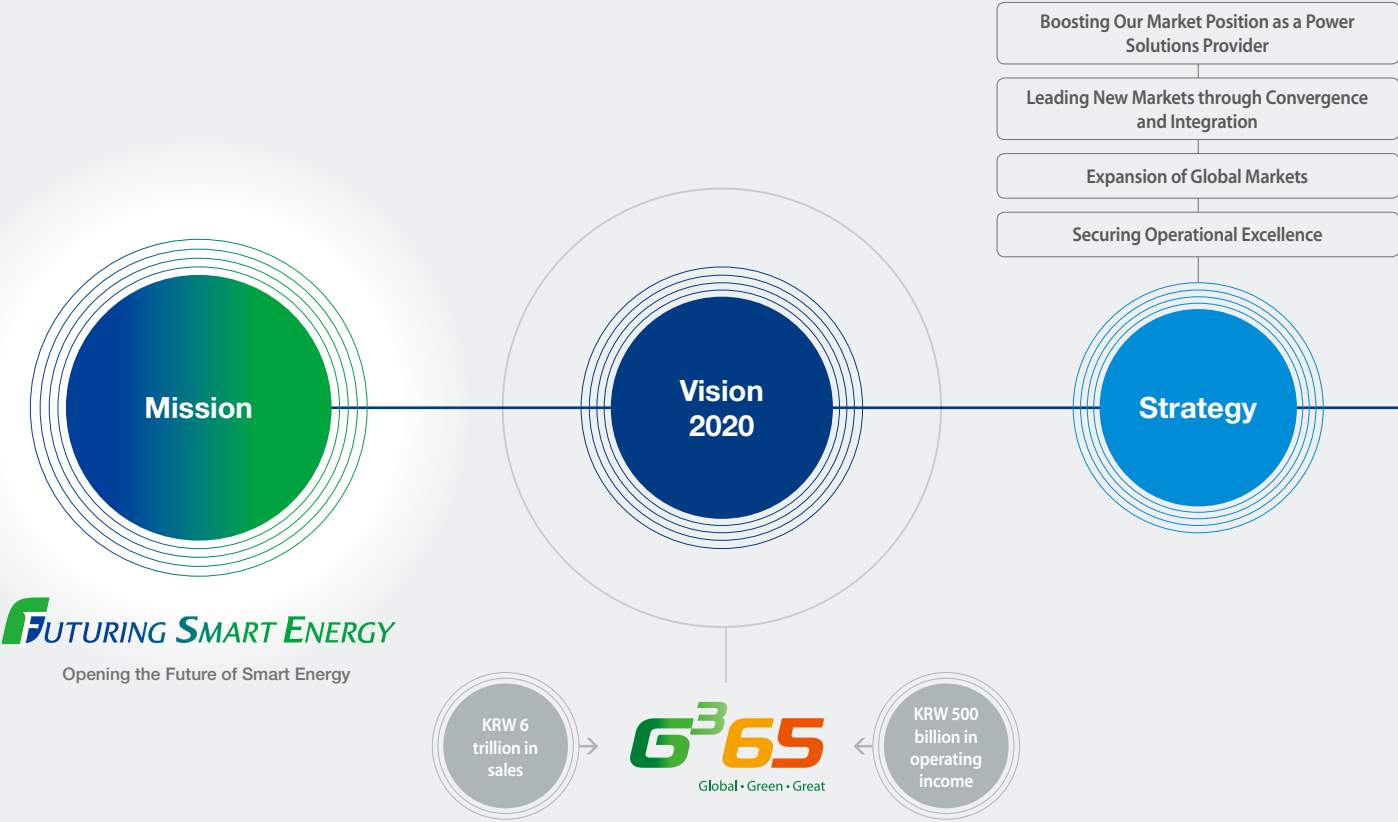 Boosting Our Market Position as a Power
Solutions Provider
Leading New Markets through Convergence
and Integration
Expansion of Global Markets
Securing Operational Excellence
Mission
Vision
2020
Strategy
FUTURING SMART ENERGY
Opening the Future of Smart Energy
KRW 6
trillion in
sales
G³65
Global • Green • Great
KRW 500
billion in
operating
income